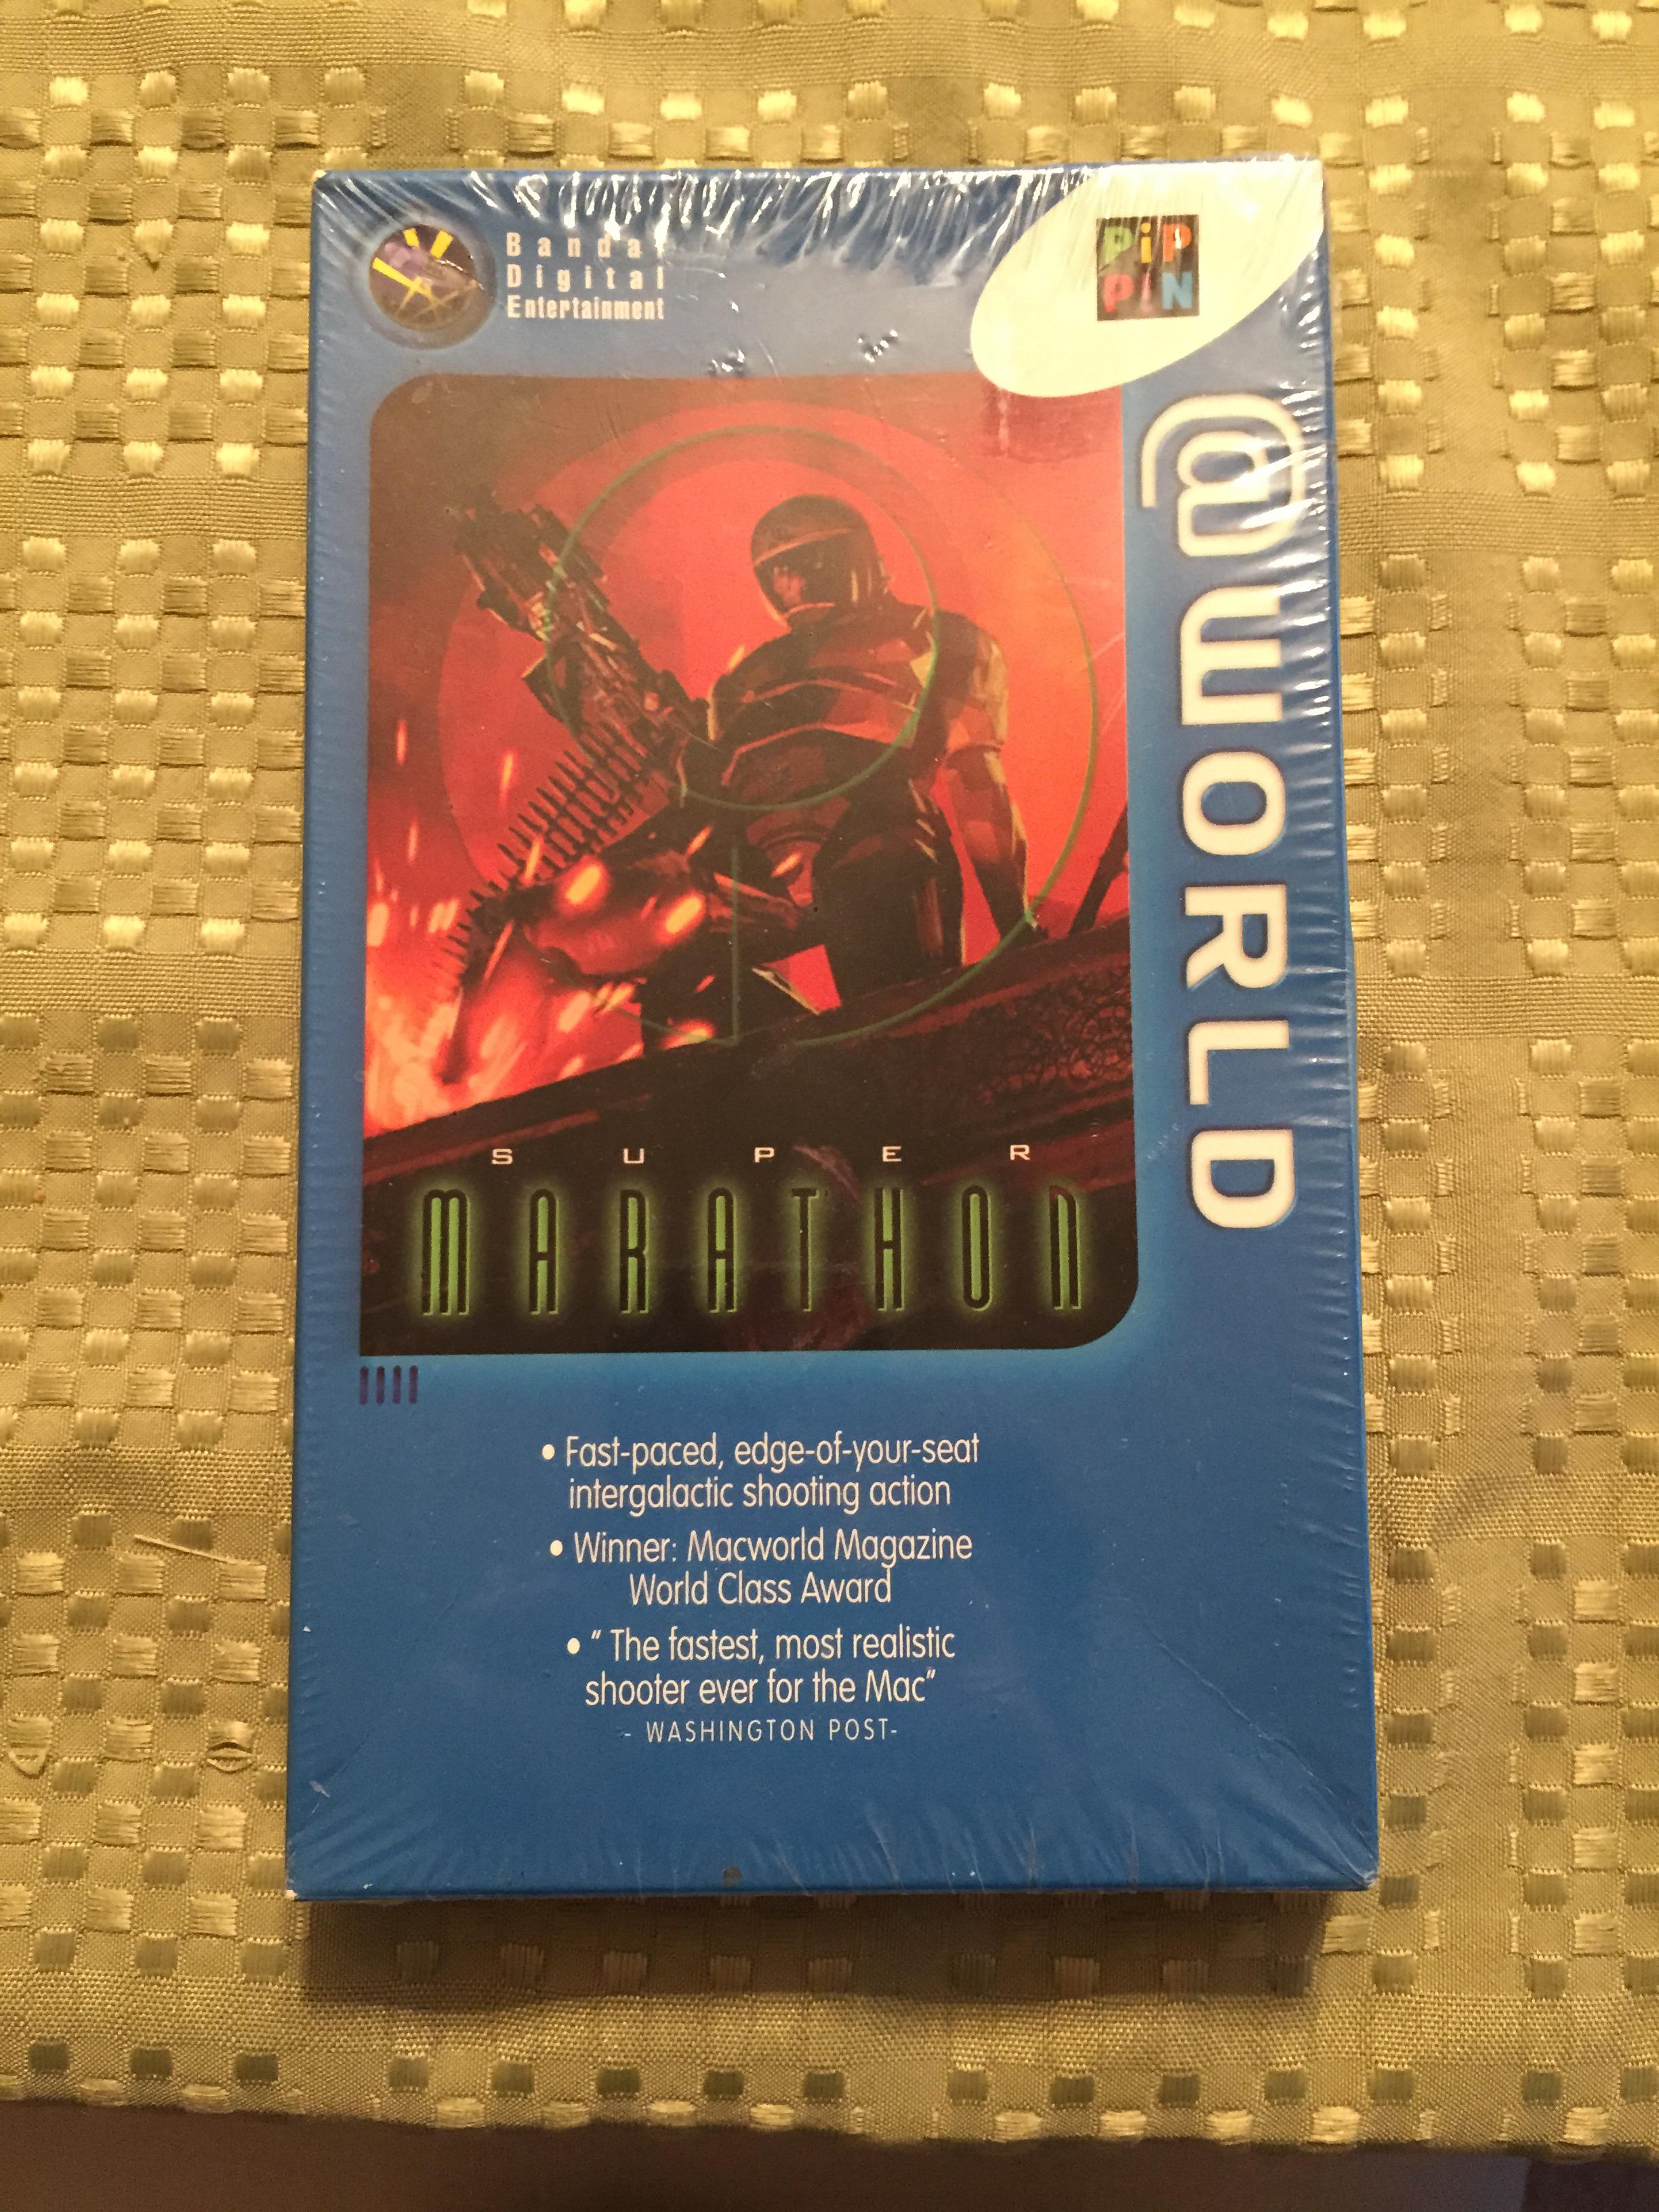 Bandai
Digital
Entertainment
PiP
PiN
@WORLD
SUPER
MARATHON
• Fast-paced, edge-of-your-seat
intergalactic shooting action
• Winner: Macworld Magazine
World Class Award
• “ The fastest, most realistic
shooter ever for the Mac”
- WASHINGTON POST-